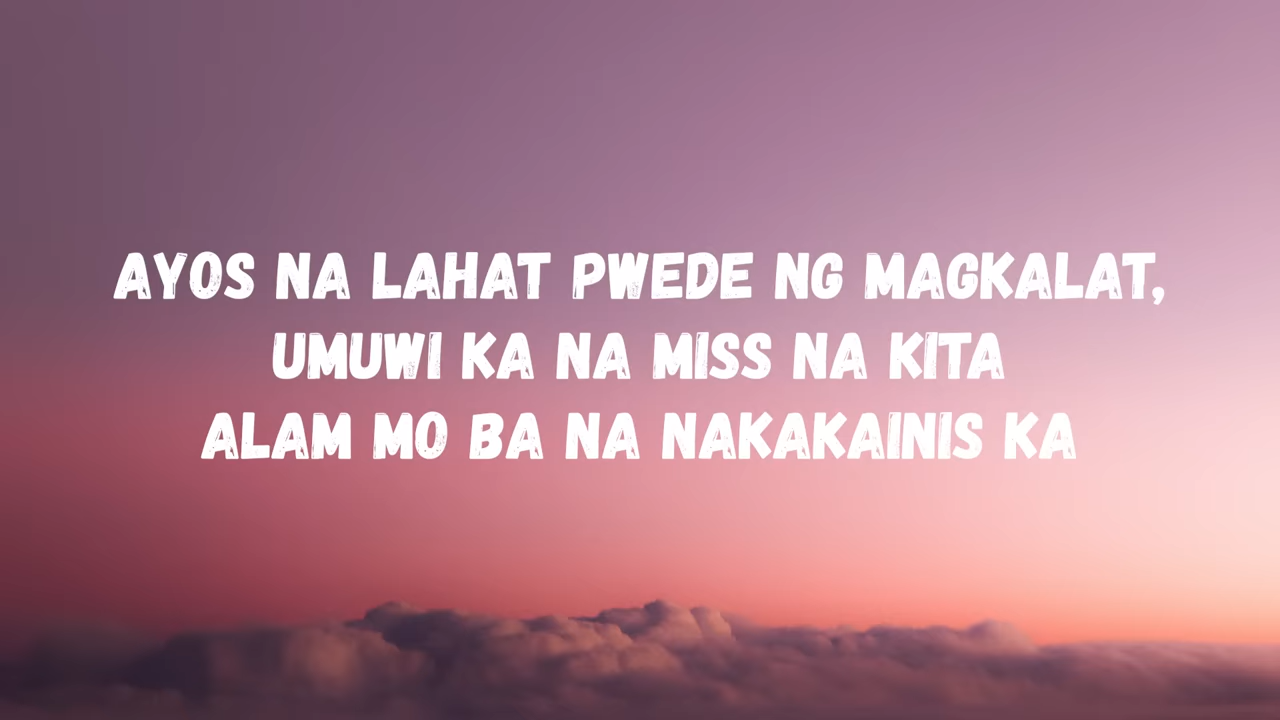 AYOS NA LAHAT PWEDE NG MAGKALAT,
UMUWI KA NA MISS NA KITA
ALAM MO BA NA NAKAKAINIS KA